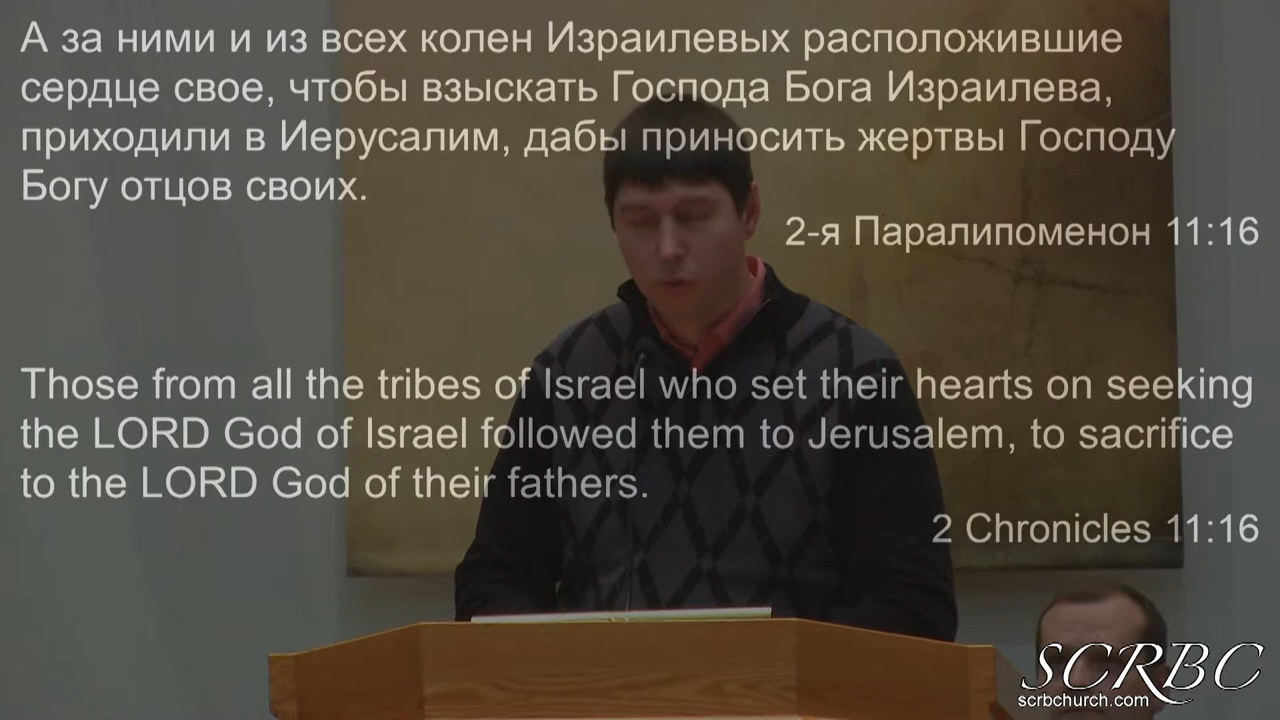 А за ними и из всех колен Израилевых расположившие
сердце свое, чтобы взыскать Господа Бога Израилева,
приходили в Иерусалим, дабы приносить жертвы Господу
Богу отцов своих.
2-я Паралипоменон 11:16
Those from all the tribes of Israel who set their hearts on seeking
the LORD God of Israel followed them to Jerusalem, to sacrifice
to the LORD God of their fathers.
2 Chronicles 11:16
SCRBC
scrbchurch.com